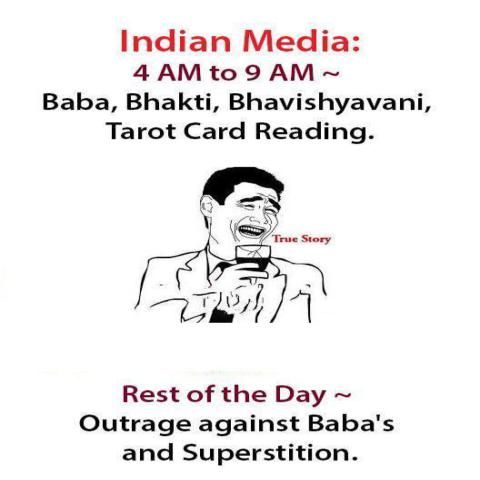 Indian Media:
4 AM to 9 AM ~
Baba, Bhakti, Bhavishyavani,
Tarot Card Reading.
True Story
Rest of the Day ~
Outrage against Baba's
and Superstition.